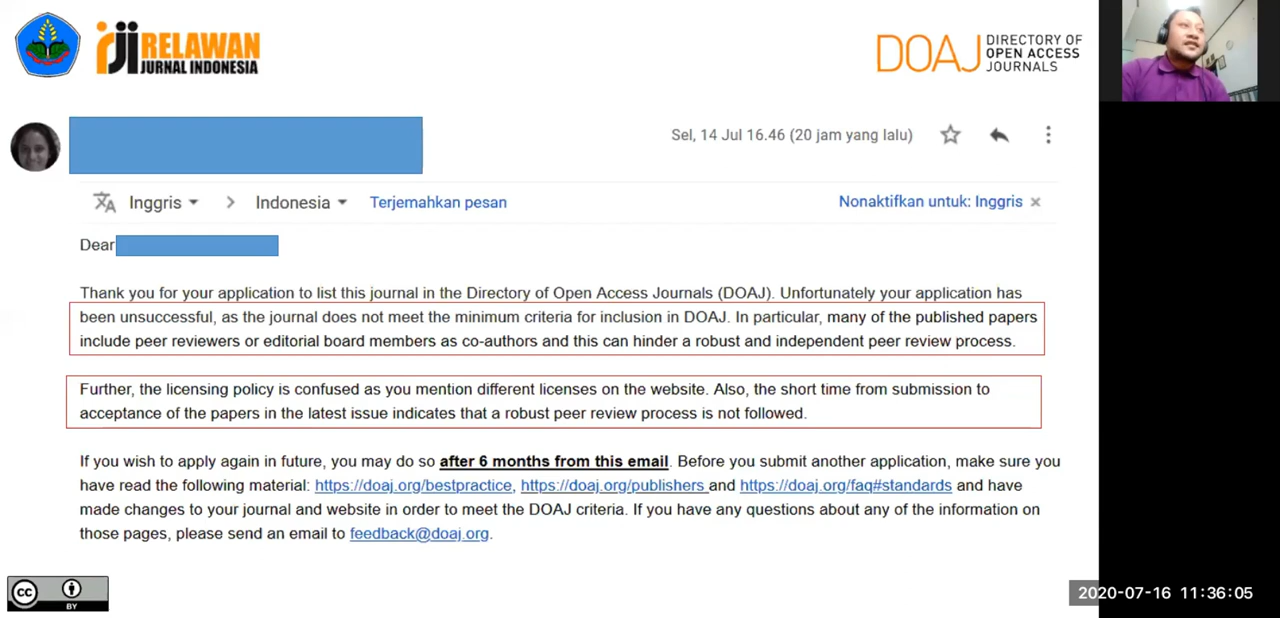 RJI RELAWAN
JURNAL INDONESIA
DOAJ DIRECTORY OF
OPEN ACCESS
JOURNALS
Sel, 14 Jul 16.46 (20 jam yang lalu)
Inggris > Indonesia Terjemahkan pesan Nonaktifkan untuk: Inggris ×
Dear
Thank you for your application to list this journal in the Directory of Open Access Journals (DOAJ). Unfortunately your application has
been unsuccessful, as the journal does not meet the minimum criteria for inclusion in DOAJ. In particular, many of the published papers
include peer reviewers or editorial board members as co-authors and this can hinder a robust and independent peer review process.
Further, the licensing policy is confused as you mention different licenses on the website. Also, the short time from submission to
acceptance of the papers in the latest issue indicates that a robust peer review process is not followed.
If you wish to apply again in future, you may do so after 6 months from this email. Before you submit another application, make sure you
have read the following material: https://doaj.org/bestpractice, https://doaj.org/publishers and https://doaj.org/faq#standards and have
made changes to your journal and website in order to meet the DOAJ criteria. If you have any questions about any of the information on
those pages, please send an email to feedback@doaj.org.
cc
BY
2020-07-16 11:36:05